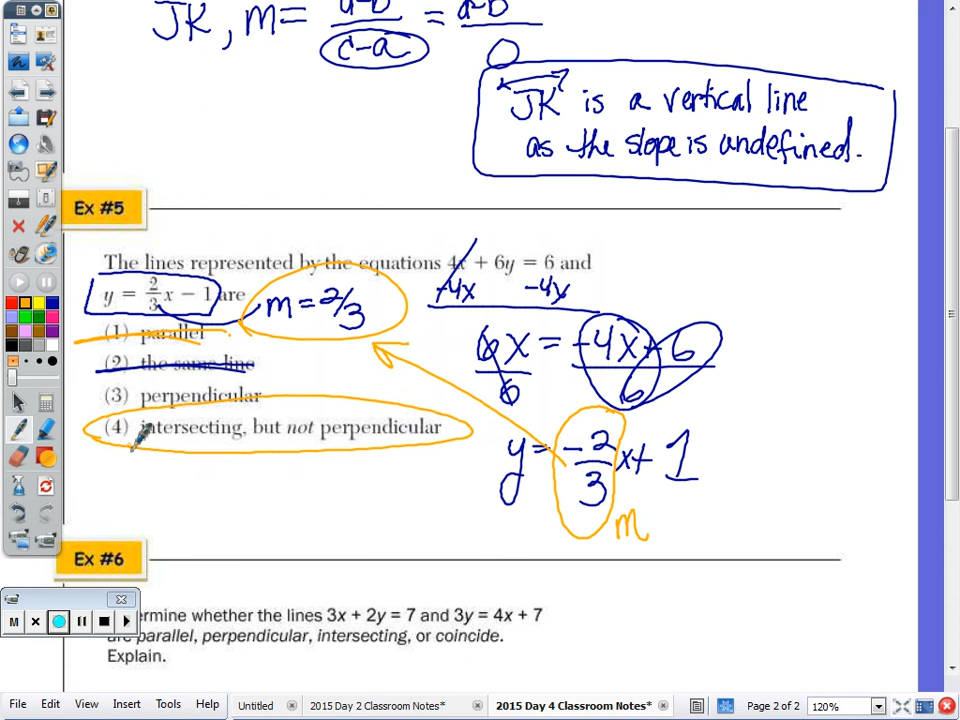 JK, m = a-b/c-a = a-b/0
JK is a vertical line
as the slope is undefined.
Ex #5
The lines represented by the equations 4x + 6y = 6 and
y = 2/3 x − 1 are
m = 2/3
-4x -4x
(1) parallel
(2) the same line
(3) perpendicular
(4) intersecting, but not perpendicular
6x = -4x + 6
6 6
y = -2/3 x + 1
m
Ex #6
ermine whether the lines 3x + 2y = 7 and 3y = 4x + 7
are parallel, perpendicular, intersecting, or coincide.
Explain.
M
File Edit View Insert Tools Help Untitled 2015 Day 2 Classroom Notes* 2015 Day 4 Classroom Notes* Page 2 of 2 120%